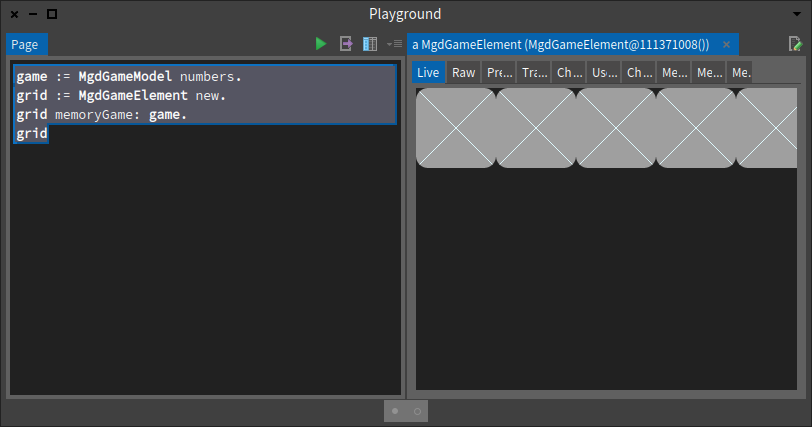 Playground
Page
a MgdGameElement (MgdGameElement@111371008())
game := MgdGameModel numbers.
grid := MgdGameElement new.
grid memoryGame: game.
grid
Live Raw Pre... Tra... Ch... Us... Ch... Me... Me... Me.